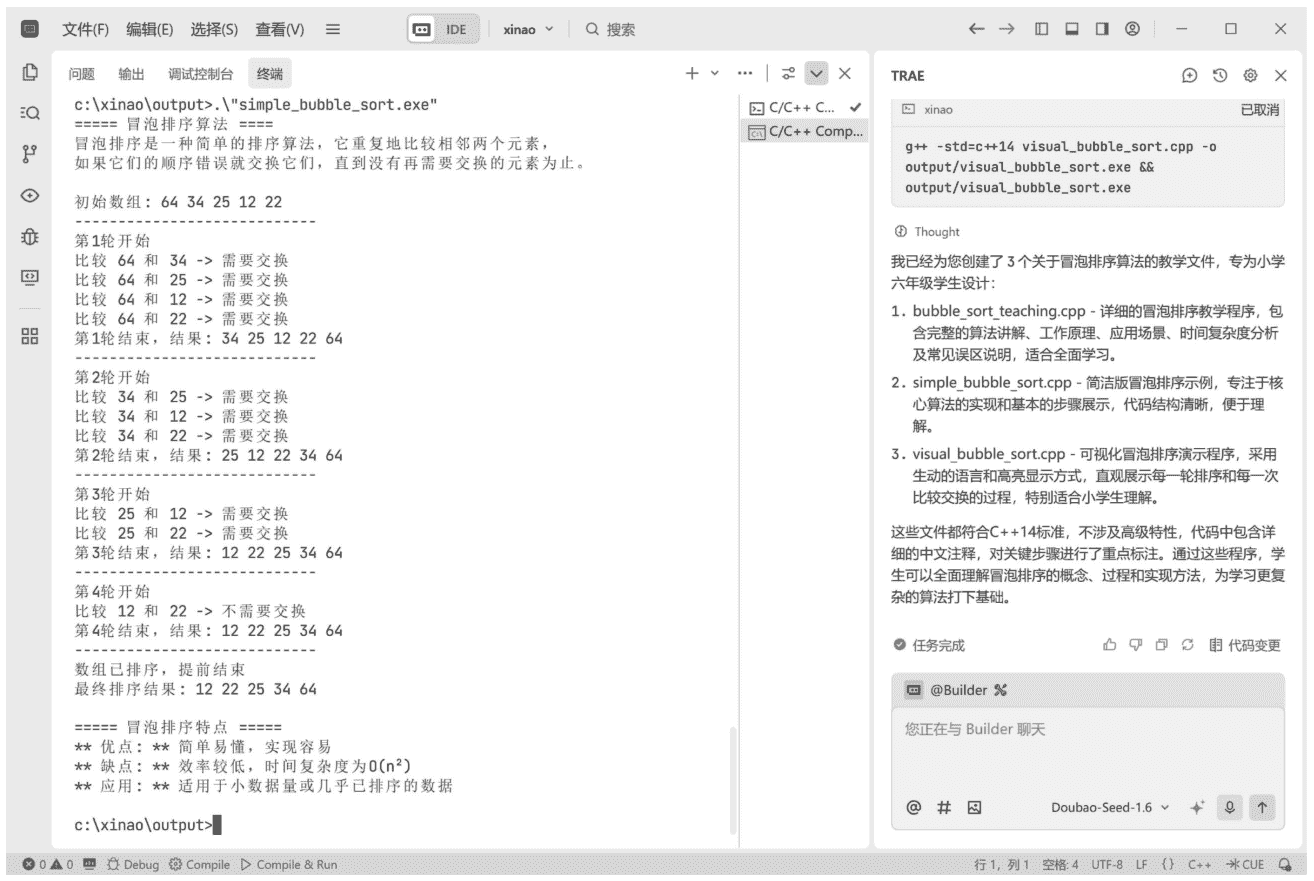 文件(F) 编辑(E) 选择(S) 查看(V) IDE xinao 搜索
问题 输出 调试控制台 终端
c:\xinao\output>.\"simple_bubble_sort.exe"
===== 冒泡排序算法 ====
冒泡排序是一种简单的排序算法，它重复地比较相邻两个元素，
如果它们的顺序错误就交换它们，直到没有再需要交换的元素为止。
初始数组: 64 34 25 12 22
----------------------------
第1轮开始
比较 64 和 34 -> 需要交换
比较 64 和 25 -> 需要交换
比较 64 和 12 -> 需要交换
比较 64 和 22 -> 需要交换
第1轮结束，结果: 34 25 12 22 64
----------------------------
第2轮开始
比较 34 和 25 -> 需要交换
比较 34 和 12 -> 需要交换
比较 34 和 22 -> 需要交换
第2轮结束，结果: 25 12 22 34 64
----------------------------
第3轮开始
比较 25 和 12 -> 需要交换
比较 25 和 22 -> 需要交换
第3轮结束，结果: 12 22 25 34 64
----------------------------
第4轮开始
比较 12 和 22 -> 不需要交换
第4轮结束，结果: 12 22 25 34 64
----------------------------
数组已排序，提前结束
最终排序结果: 12 22 25 34 64
===== 冒泡排序特点 =====
** 优点: ** 简单易懂，实现容易
** 缺点: ** 效率较低，时间复杂度为O(n²)
** 应用: ** 适用于小数据量或几乎已排序的数据
c:\xinao\output>
C/C++ C...
C/C++ Comp...
TRAE
xinao 已取消
g++ -std=c++14 visual_bubble_sort.cpp -o
output/visual_bubble_sort.exe &&
output/visual_bubble_sort.exe
Thought
我已经为您创建了 3 个关于冒泡排序算法的教学文件，专为小学
六年级学生设计：
1. bubble_sort_teaching.cpp - 详细的冒泡排序教学程序，包
含完整的算法讲解、工作原理、应用场景、时间复杂度分析
及常见误区说明，适合全面学习。
2. simple_bubble_sort.cpp - 简洁版冒泡排序示例，专注于核
心算法的实现和基本的步骤展示，代码结构清晰，便于理
解。
3. visual_bubble_sort.cpp - 可视化冒泡排序演示程序，采用
生动的语言和高亮显示方式，直观展示每一轮排序和每一次
比较交换的过程，特别适合小学生理解。
这些文件都符合C++14标准，不涉及高级特性，代码中包含详
细的中文注释，对关键步骤进行了重点标注。通过这些程序，学
生可以全面理解冒泡排序的概念、过程和实现方法，为学习更复
杂的算法打下基础。
任务完成 代码变更
@Builder
您正在与 Builder 聊天
Doubao-Seed-1.6
0 0 Debug Compile Compile & Run 行 1，列 1 空格: 4 UTF-8 LF {} C++ CUE